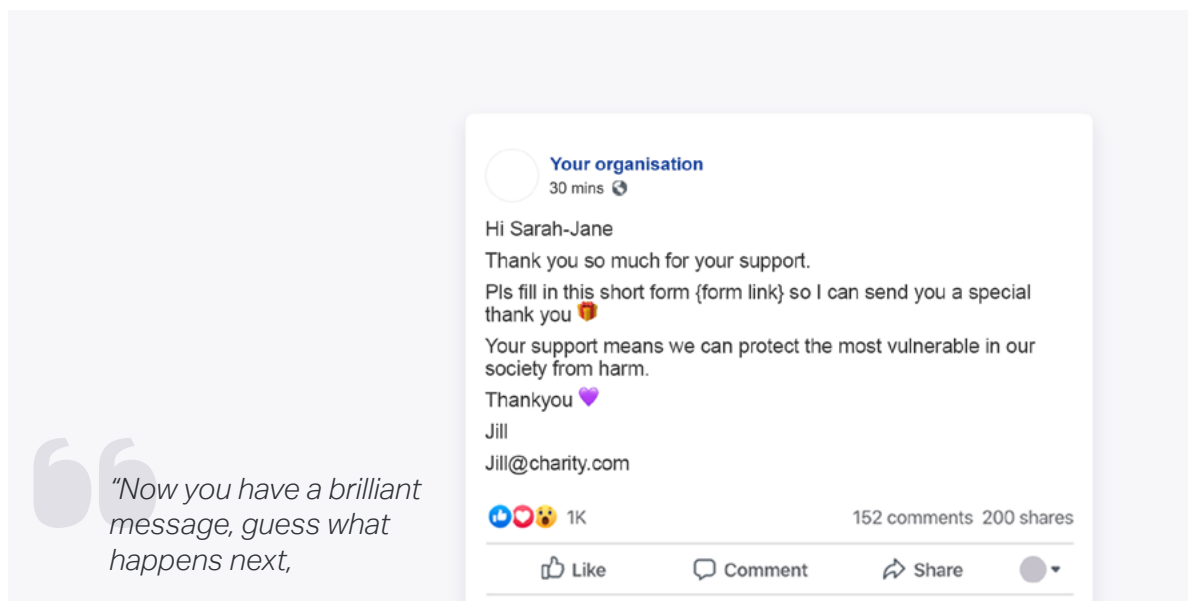 Your organisation
30 mins
Hi Sarah-Jane
Thank you so much for your support.
Pls fill in this short form {form link} so I can send you a special
thank you
Your support means we can protect the most vulnerable in our
society from harm.
Thankyou
Jill
Jill@charity.com
1K
152 comments 200 shares
Like
Comment
Share
“Now you have a brilliant
message, guess what
happens next,